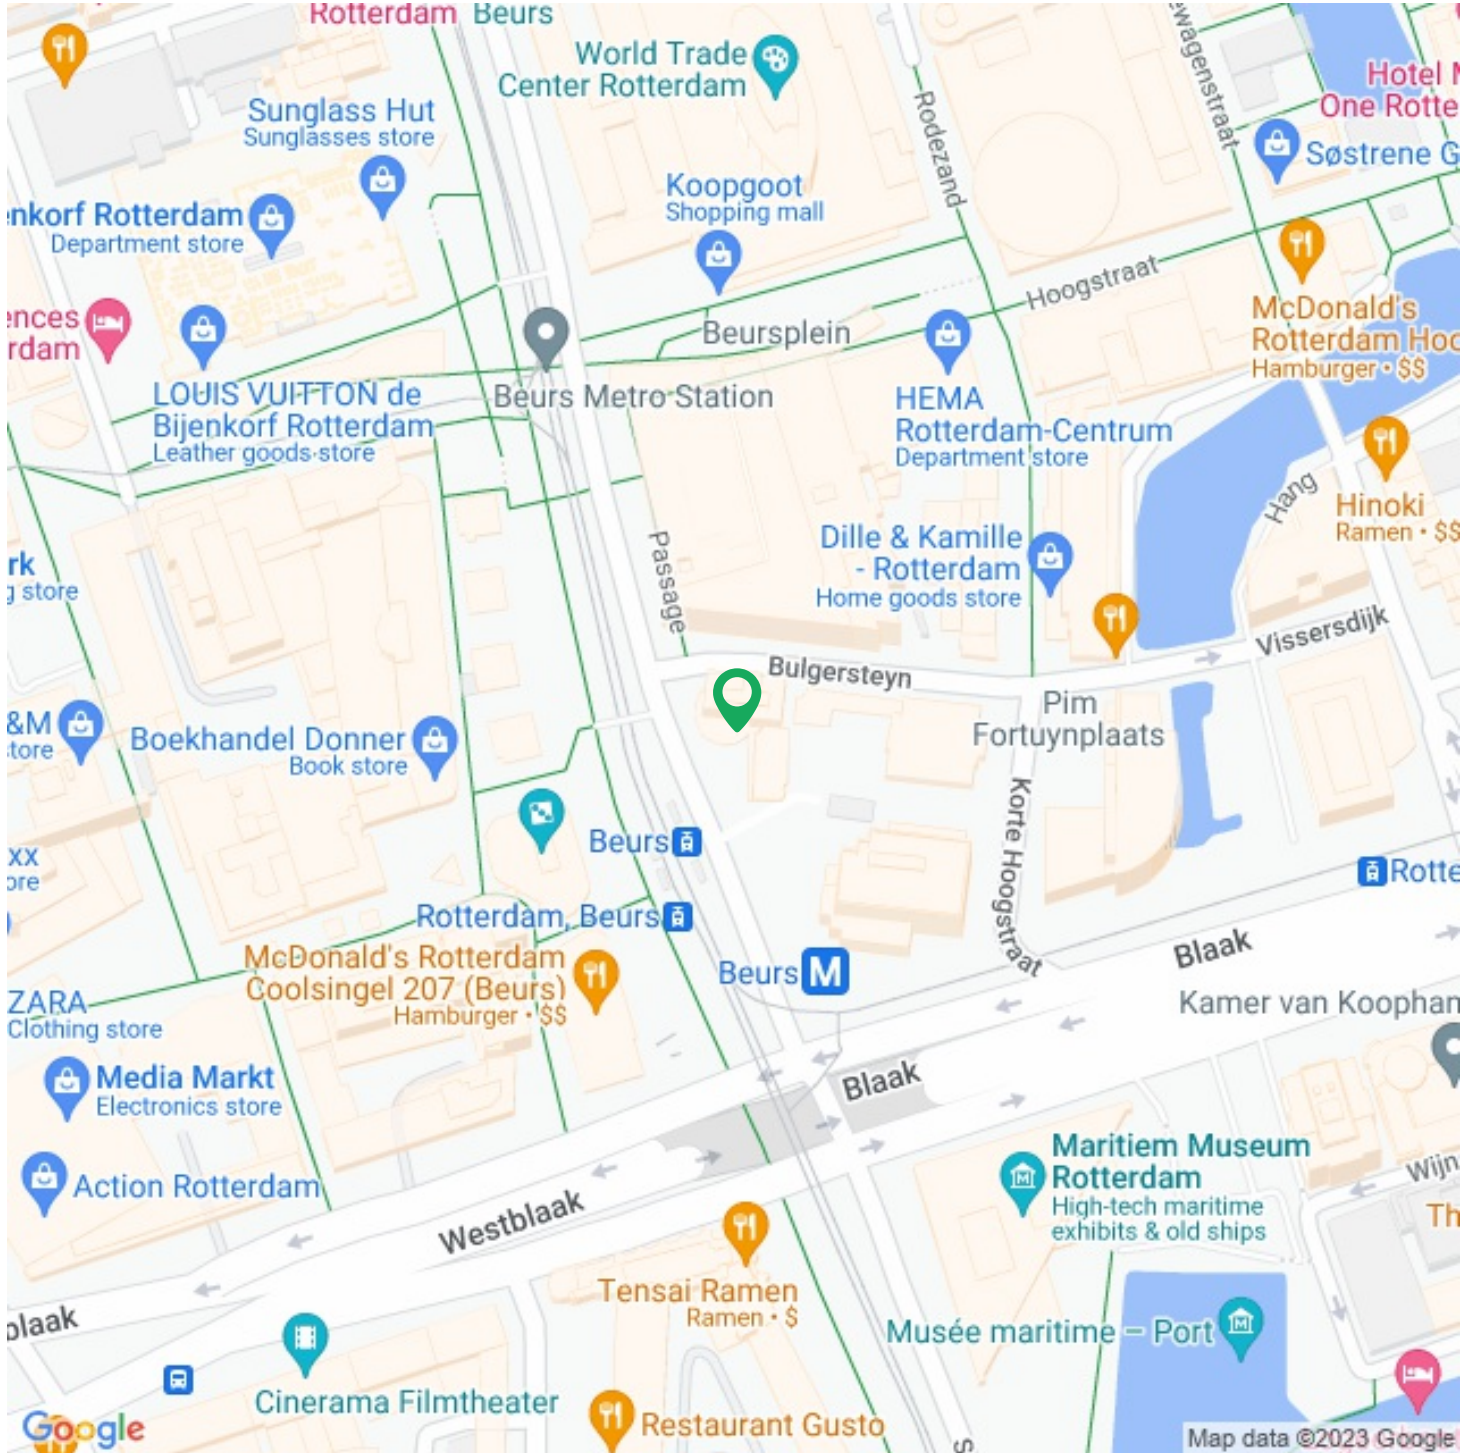 Rotterdam
Beurs
World Trade
Center Rotterdam
ewagenstraat
Hotel M
One Rotte
Sunglass Hut
Sunglasses store
Rodezand
Søstrene G
Koopgoot
Shopping mall
enkorf Rotterdam
Department store
Hoogstraat
ences
rdam
McDonald's
Rotterdam Hoo
Hamburger • $$
Beursplein
LOUIS VUITTON de
Bijenkorf Rotterdam
Leather goods store
Beurs Metro Station
HEMA
Rotterdam-Centrum
Department store
Hang
Hinoki
Ramen • $$
Passage
Dille & Kamille
- Rotterdam
Home goods store
rk
g store
Vissersdijk
Bulgersteyn
Pim
Fortuynplaats
&M
store
Boekhandel Donner
Book store
Korte Hoogstraat
Beurs
xx
ore
Rotte
Rotterdam, Beurs
Blaak
McDonald's Rotterdam
Coolsingel 207 (Beurs)
Hamburger • $$
Beurs M
ZARA
Clothing store
Kamer van Koophan
Media Markt
Electronics store
Blaak
Maritiem Museum
Rotterdam
High-tech maritime
exhibits & old ships
Wijn
Action Rotterdam
Westblaak
Th
Tensai Ramen
Ramen • $
blaak
Musée maritime – Port
Cinerama Filmtheater
Restaurant Gusto
S
Google
Map data ©2023 Google